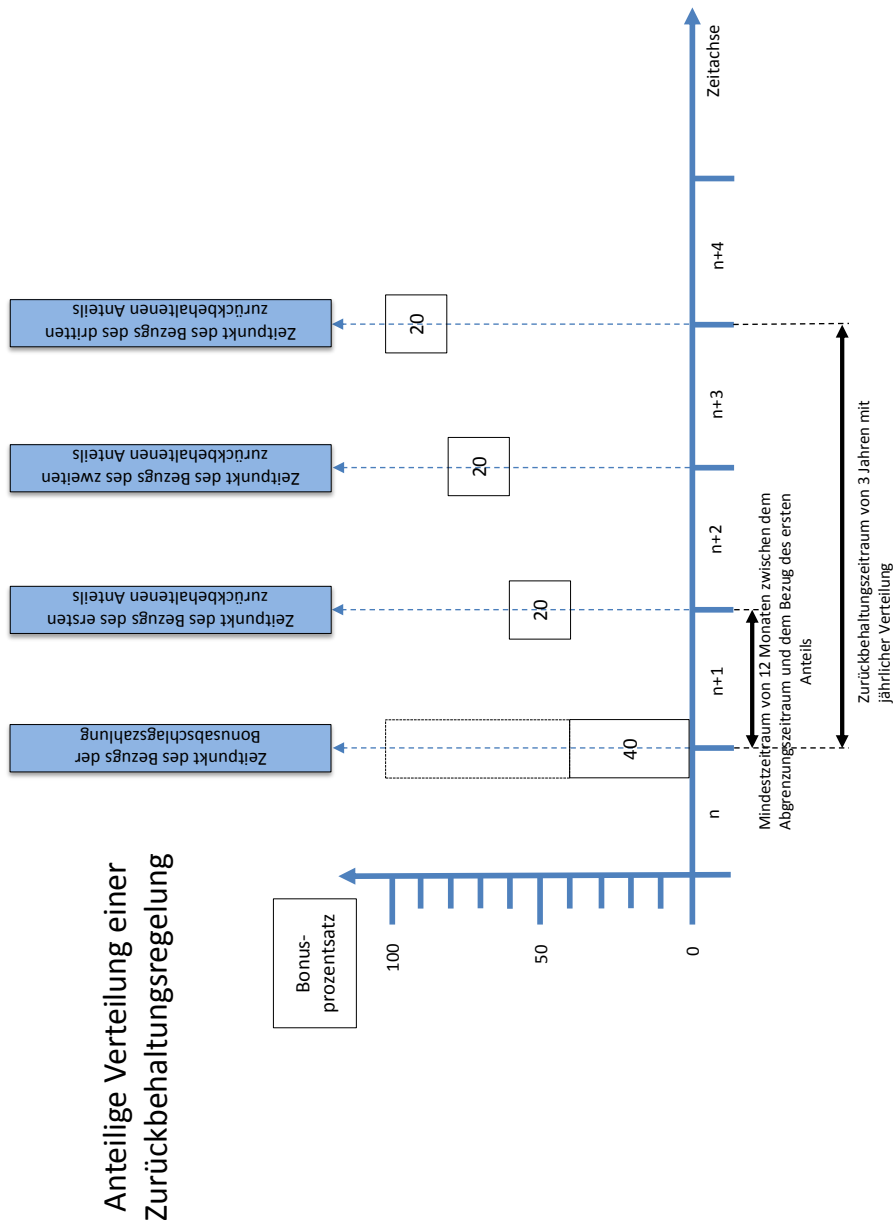 Anteilige Verteilung einer
Zurückbehaltungsregelung
Zeitpunkt des Bezugs der
Bonusabschlagszahlung
Zeitpunkt des Bezugs des ersten
zurückbehaltenen Anteils
Zeitpunkt des Bezugs des zweiten
zurückbehaltenen Anteils
Zeitpunkt des Bezugs des dritten
zurückbehaltenen Anteils
Bonus-
prozentsatz
100
50
0
40
20
20
20
n
n+1
n+2
n+3
n+4
Zeitachse
Mindestzeitraum von 12 Monaten zwischen dem
Abgrenzungszeitraum und dem Bezug des ersten
Anteils
Zurückbehaltungszeitraum von 3 Jahren mit
jährlicher Verteilung